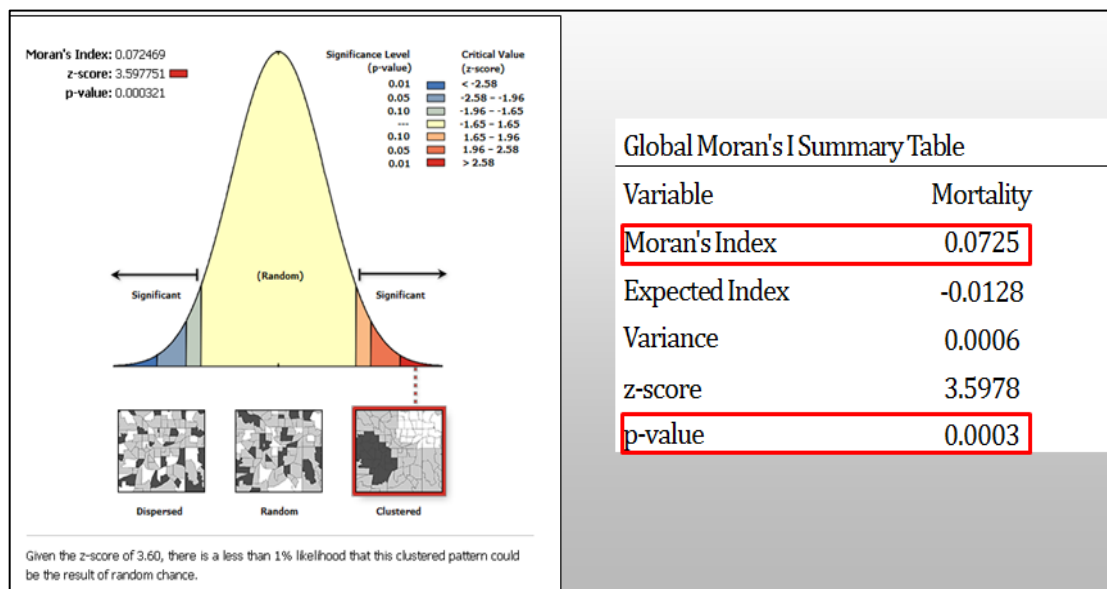 Moran's Index: 0.072469
z-score: 3.597751
p-value: 0.000321
Significance Level
(p-value)
Critical Value
(z-score)
0.01 < -2.58
0.05 -2.58 - -1.96
0.10 -1.96 - -1.65
--- -1.65 - 1.65
0.10 1.65 - 1.96
0.05 1.96 - 2.58
0.01 > 2.58
(Random)
Significant
Significant
Dispersed
Random
Clustered
Given the z-score of 3.60, there is a less than 1% likelihood that this clustered pattern could
be the result of random chance.
Global Moran's I Summary Table
Variable Mortality
Moran's Index 0.0725
Expected Index -0.0128
Variance 0.0006
z-score 3.5978
p-value 0.0003